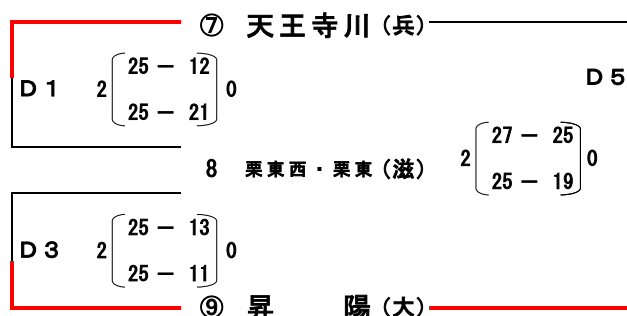 ⑦ 天王寺川（兵）
D1 2 25 － 12 0
25 － 21
D5
2 27 － 25 0
25 － 19
8 栗東西・栗東（滋）
D3 2 25 － 13 0
25 － 11
⑨ 昇　陽（大）